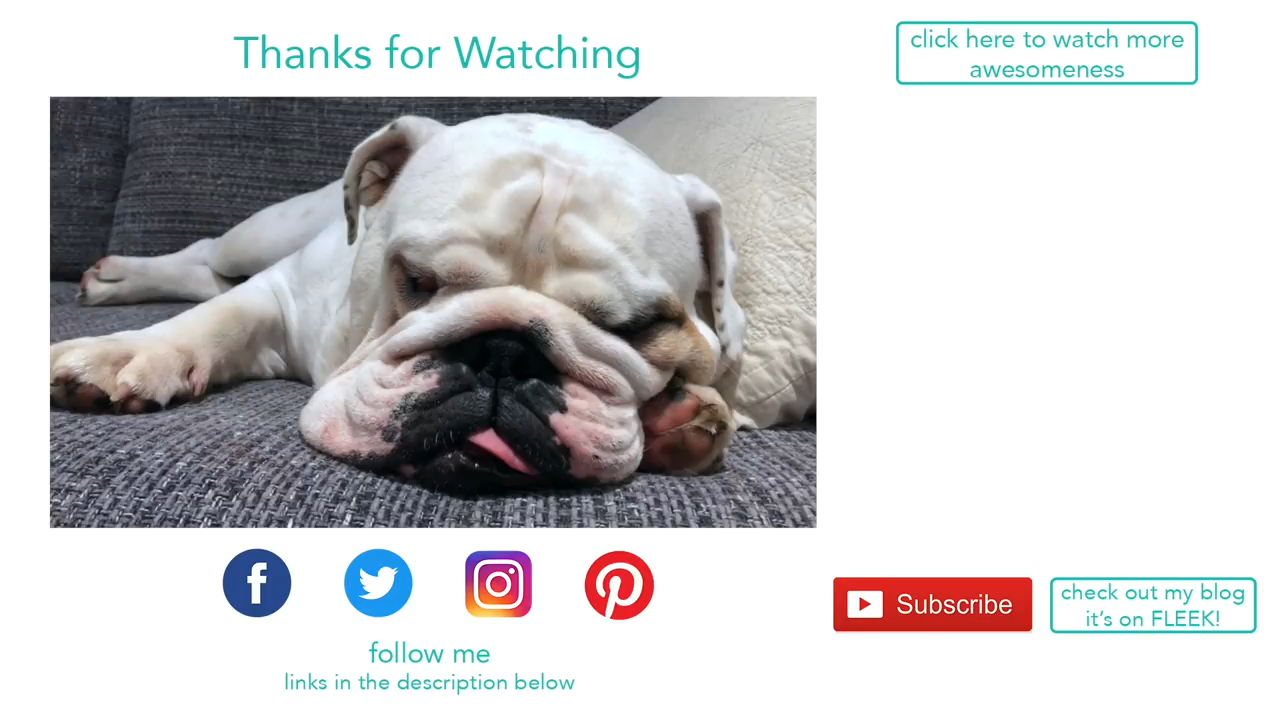 Thanks for Watching
click here to watch more
awesomeness
Subscribe
check out my blog
it's on FLEEK!
follow me
links in the description below